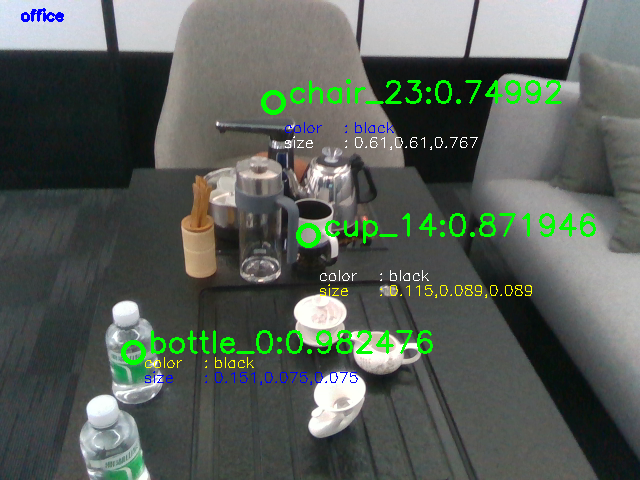 office
chair_23:0.74992
color : black
size : 0.61,0.61,0.767
cup_14:0.871946
color : black
size : 0.115,0.089,0.089
bottle_0:0.982476
color : black
size : 0.151,0.075,0.075